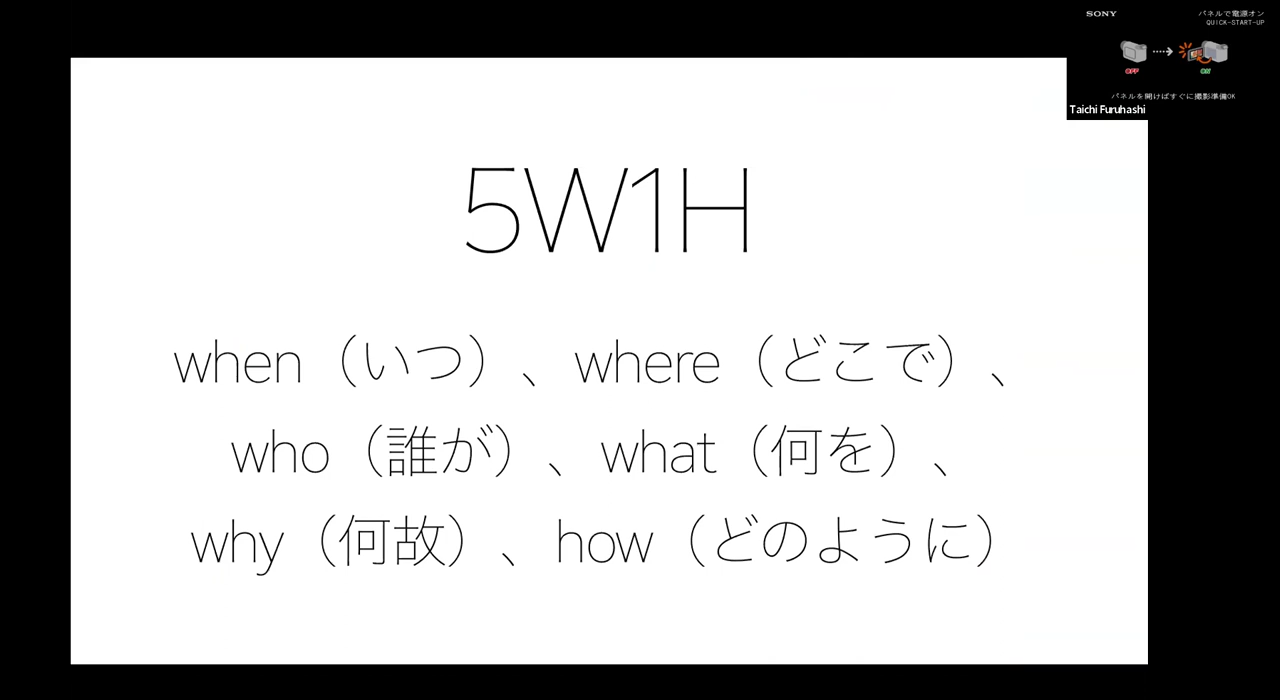 SONY
パネルで電源オン
QUICK-START-UP
OFF
ON
パネルを開けばすぐに撮影準備OK
Taichi Furuhashi
5W1H
when（いつ）、where（どこで）、
who（誰が）、what（何を）、
why（何故）、how（どのように）